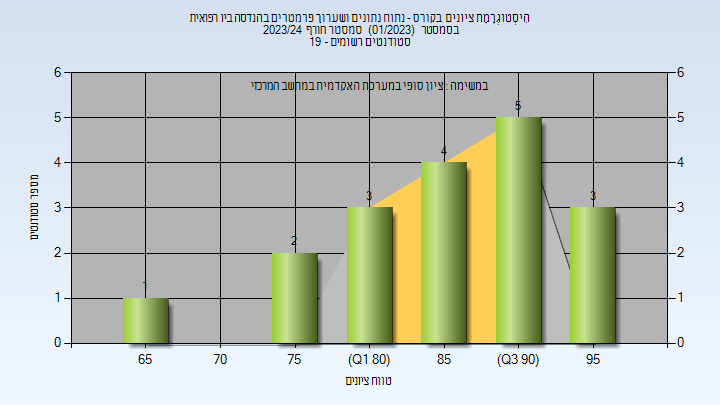 היסטוגרמת ציונים בקורס - נתוח נתונים ושערוך פרמטרים בהנדסה ביו רפואית
בסמסטר (01/2023) סמסטר חורף 2023/24
סטודנטים רשומים - 19
במשימה : ציון סופי במערכת האקדמית במחשב המרכזי
6 6
5 5
4 4
3 3
2 2
1 1
0 0
1 2 3 4 5 3
מספר סטודנטים
65 70 75 (Q1 80) 85 (Q3 90) 95
טווח ציונים